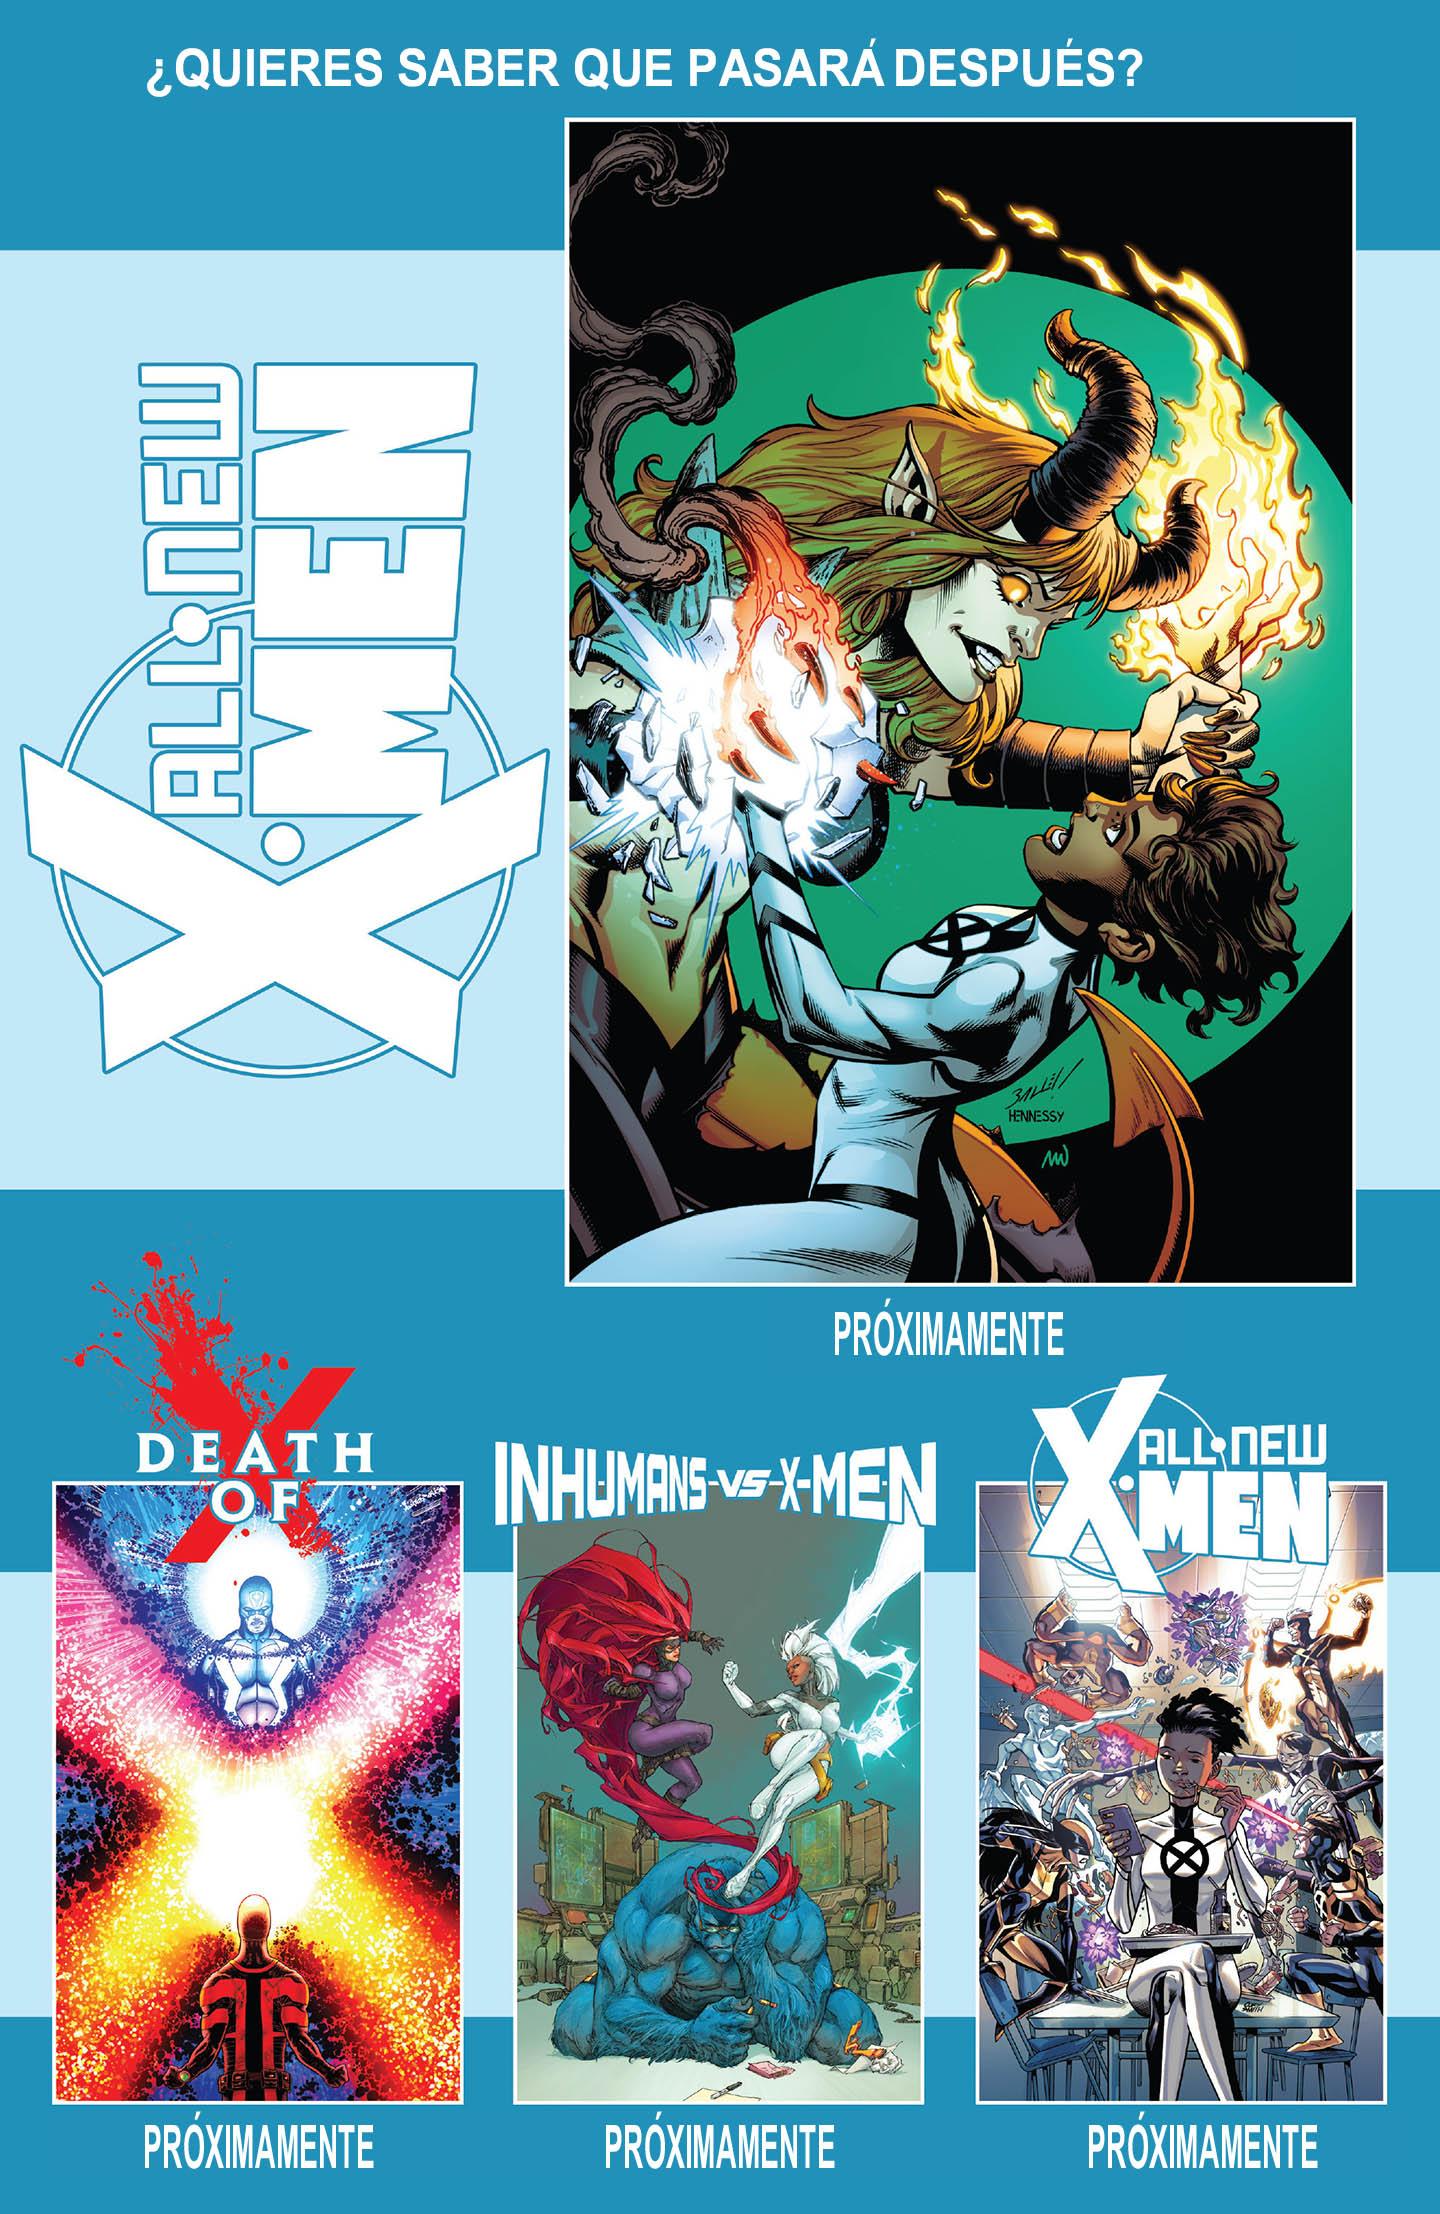 ¿QUIERES SABER QUE PASARÁ DESPUÉS?
ALL·NEW
X·MEN
HENNESSY
PRÓXIMAMENTE
DEATH
OF
X
PRÓXIMAMENTE
INHUMANS -VS- X-MEN
PRÓXIMAMENTE
ALL·NEW
X·MEN
PRÓXIMAMENTE